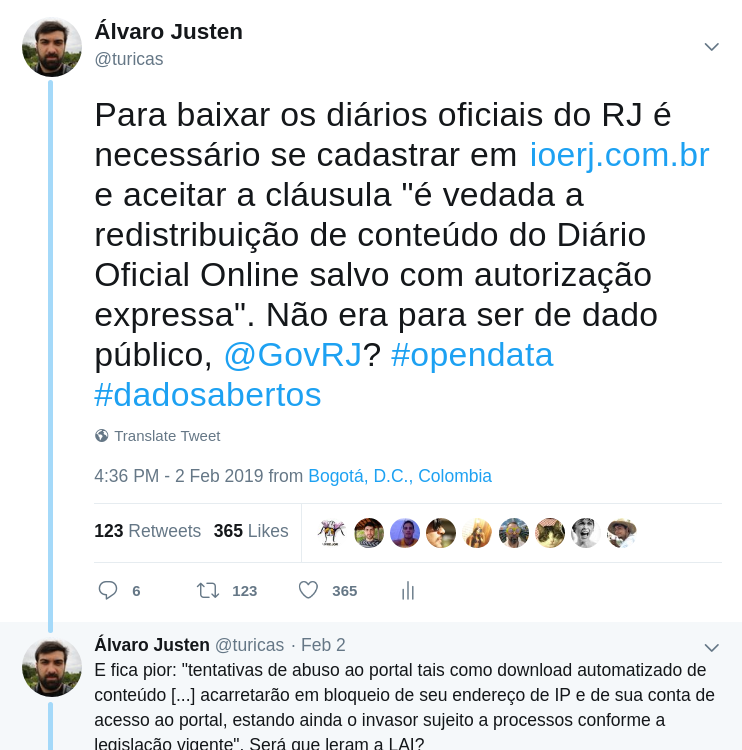 Álvaro Justen
@turicas
Para baixar os diários oficiais do RJ é
necessário se cadastrar em ioerj.com.br
e aceitar a cláusula "é vedada a
redistribuição de conteúdo do Diário
Oficial Online salvo com autorização
expressa". Não era para ser de dado
público, @GovRJ? #opendata
#dadosabertos
Translate Tweet
4:36 PM - 2 Feb 2019 from Bogotá, D.C., Colombia
123 Retweets 365 Likes
6 123 365
Álvaro Justen @turicas · Feb 2
E fica pior: "tentativas de abuso ao portal tais como download automatizado de
conteúdo [...] acarretarão em bloqueio de seu endereço de IP e de sua conta de
acesso ao portal, estando ainda o invasor sujeito a processos conforme a
legislação vigente". Será que leram a LAI?